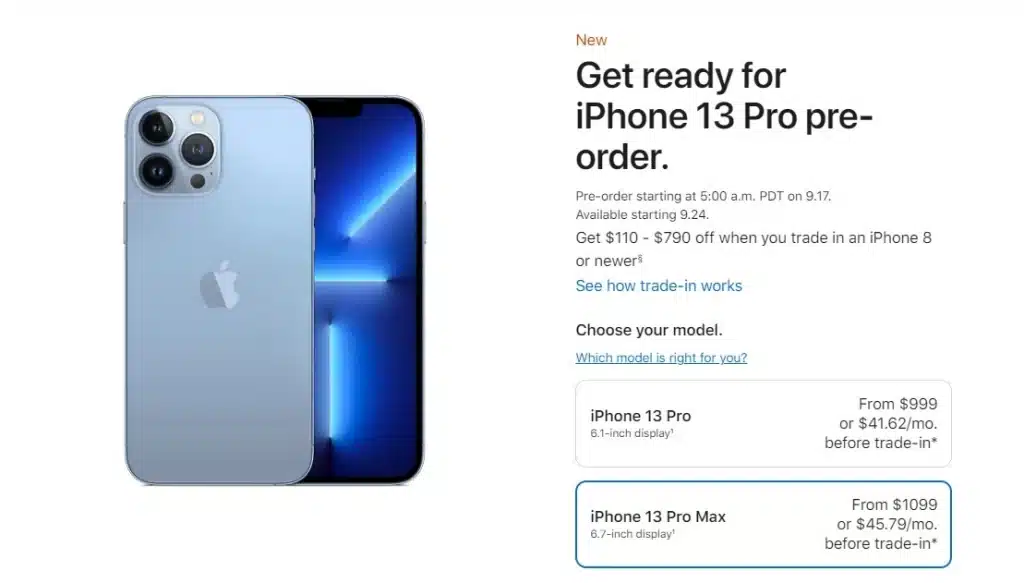 New
Get ready for
iPhone 13 Pro pre-
order.
Pre-order starting at 5:00 a.m. PDT on 9.17.
Available starting 9.24.
Get $110 - $790 off when you trade in an iPhone 8
or newer§
See how trade-in works
Choose your model.
Which model is right for you?
iPhone 13 Pro
6.1-inch display¹
From $999
or $41.62/mo.
before trade-in*
iPhone 13 Pro Max
6.7-inch display¹
From $1099
or $45.79/mo.
before trade-in*